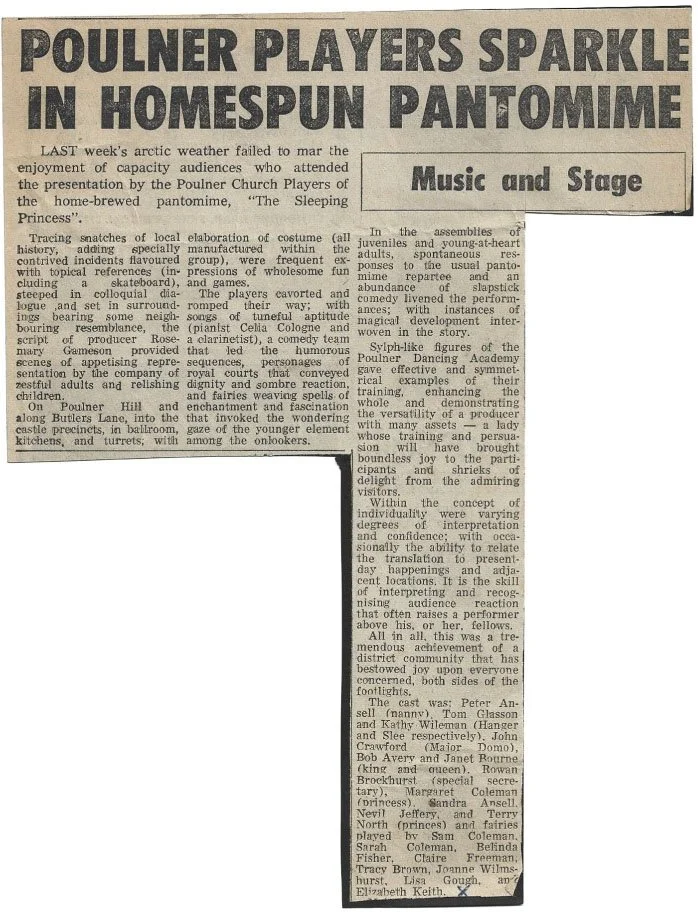 POULNER PLAYERS SPARKLE
IN HOMESPUN PANTOMIME
LAST week's arctic weather failed to mar the
enjoyment of capacity audiences who attended
the presentation by the Poulner Church Players of
the home-brewed pantomime, "The Sleeping
Princess".
Music and Stage
Tracing snatches of local
history, adding specially
contrived incidents flavoured
with topical references (in-
cluding a skateboard),
steeped in colloquial dia-
logue and set in surround-
ings bearing some neigh-
bouring resemblance, the
script of producer Rose-
mary Gameson provided
scenes of appetising repre-
sentation by the company of
zestful adults and relishing
children.
On Poulner Hill and
along Butlers Lane, into the
castle precincts, in ballroom,
kitchens, and turrets; with
elaboration of costume (all
manufactured within the
group), were frequent ex-
pressions of wholesome fun
and games.
The players cavorted and
romped their way; with
songs of tuneful aptitude
(pianist Celia Cologne and
a clarinetist), a comedy team
that led the humorous
sequences, personages of
royal courts that conveyed
dignity and sombre reaction,
and fairies weaving spells of
enchantment and fascination
that invoked the wondering
gaze of the younger element
among the onlookers.
In the assemblies of
juveniles and young-at-heart
adults, spontaneous res-
ponses to the usual panto-
mime repartee and an
abundance of slapstick
comedy livened the perform-
ances; with instances of
magical development inter-
woven in the story.
Sylph-like figures of the
Poulner Dancing Academy
gave effective and symmet-
rical examples of their
training, enhancing the
whole and demonstrating
the versatility of a producer
with many assets — a lady
whose training and persua-
sion will have brought
boundless joy to the parti-
cipants and shrieks of
delight from the admiring
visitors.
Within the concept of
individuality were varying
degrees of interpretation
and confidence; with occa-
sionally the ability to relate
the translation to present-
day happenings and adja-
cent locations. It is the skill
of interpreting and recog-
nising audience reaction
that often raises a performer
above his, or her, fellows.
All in all, this was a tre-
mendous achievement of a
district community that has
bestowed joy upon everyone
concerned, both sides of the
footlights.
The cast was: Peter An-
sell (nanny), Tom Glasson
and Kathy Wileman (Hanger
and Slee respectively), John
Crawford (Major Domo),
Bob Avery and Janet Bourne
(king and queen), Rowan
Brockhurst (special secre-
tary), Margaret Coleman
(princess), Sandra Ansell,
Nevil Jeffery, and Terry
North (princes) and fairies
played by Sam Coleman,
Sarah Coleman, Belinda
Fisher, Claire Freeman,
Tracy Brown, Joanne Wilms-
hurst, Lisa Gough, and
Elizabeth Keith. X